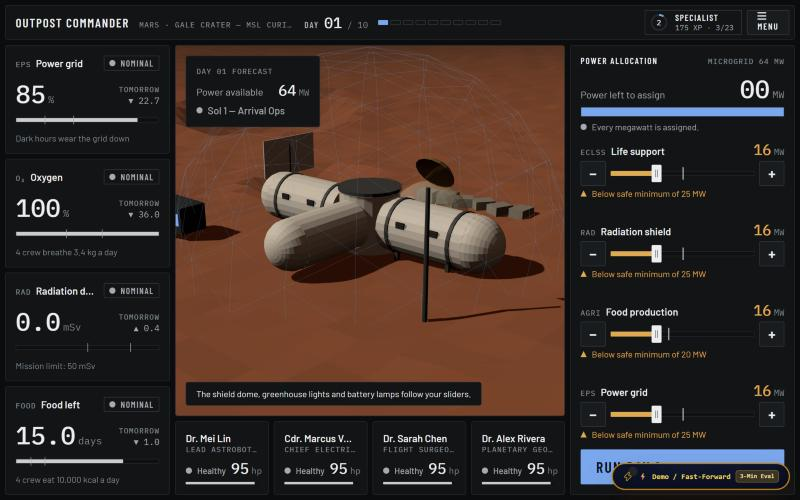 OUTPOST COMMANDER
MARS · GALE CRATER — MSL CURI…
DAY 01 / 10
2
SPECIALIST
175 XP · 3/23
MENU
EPS Power grid
NOMINAL
85 %
TOMORROW
▼ 22.7
Dark hours wear the grid down
O₂ Oxygen
NOMINAL
100 %
TOMORROW
▼ 36.0
4 crew breathe 3.4 kg a day
RAD Radiation d…
NOMINAL
0.0 mSv
TOMORROW
▲ 0.4
Mission limit: 50 mSv
FOOD Food left
NOMINAL
15.0 days
TOMORROW
▼ 1.0
4 crew eat 10,000 kcal a day
DAY 01 FORECAST
Power available 64 MW
Sol 1 — Arrival Ops
The shield dome, greenhouse lights and battery lamps follow your sliders.
Dr. Mei Lin
LEAD ASTROBOT…
Healthy 95 hp
Cdr. Marcus V…
CHIEF ELECTRI…
Healthy 95 hp
Dr. Sarah Chen
FLIGHT SURGEO…
Healthy 95 hp
Dr. Alex Rivera
PLANETARY GEO…
Healthy 95 hp
POWER ALLOCATION
MICROGRID 64 MW
Power left to assign 00 MW
Every megawatt is assigned.
ECLSS Life support 16 MW
− +
▲ Below safe minimum of 25 MW
RAD Radiation shield 16 MW
− +
▲ Below safe minimum of 25 MW
AGRI Food production 16 MW
− +
▲ Below safe minimum of 20 MW
EPS Power grid 16 MW
− +
▲ Below safe minimum of 25 MW
Demo / Fast-Forward
3-Min Eval